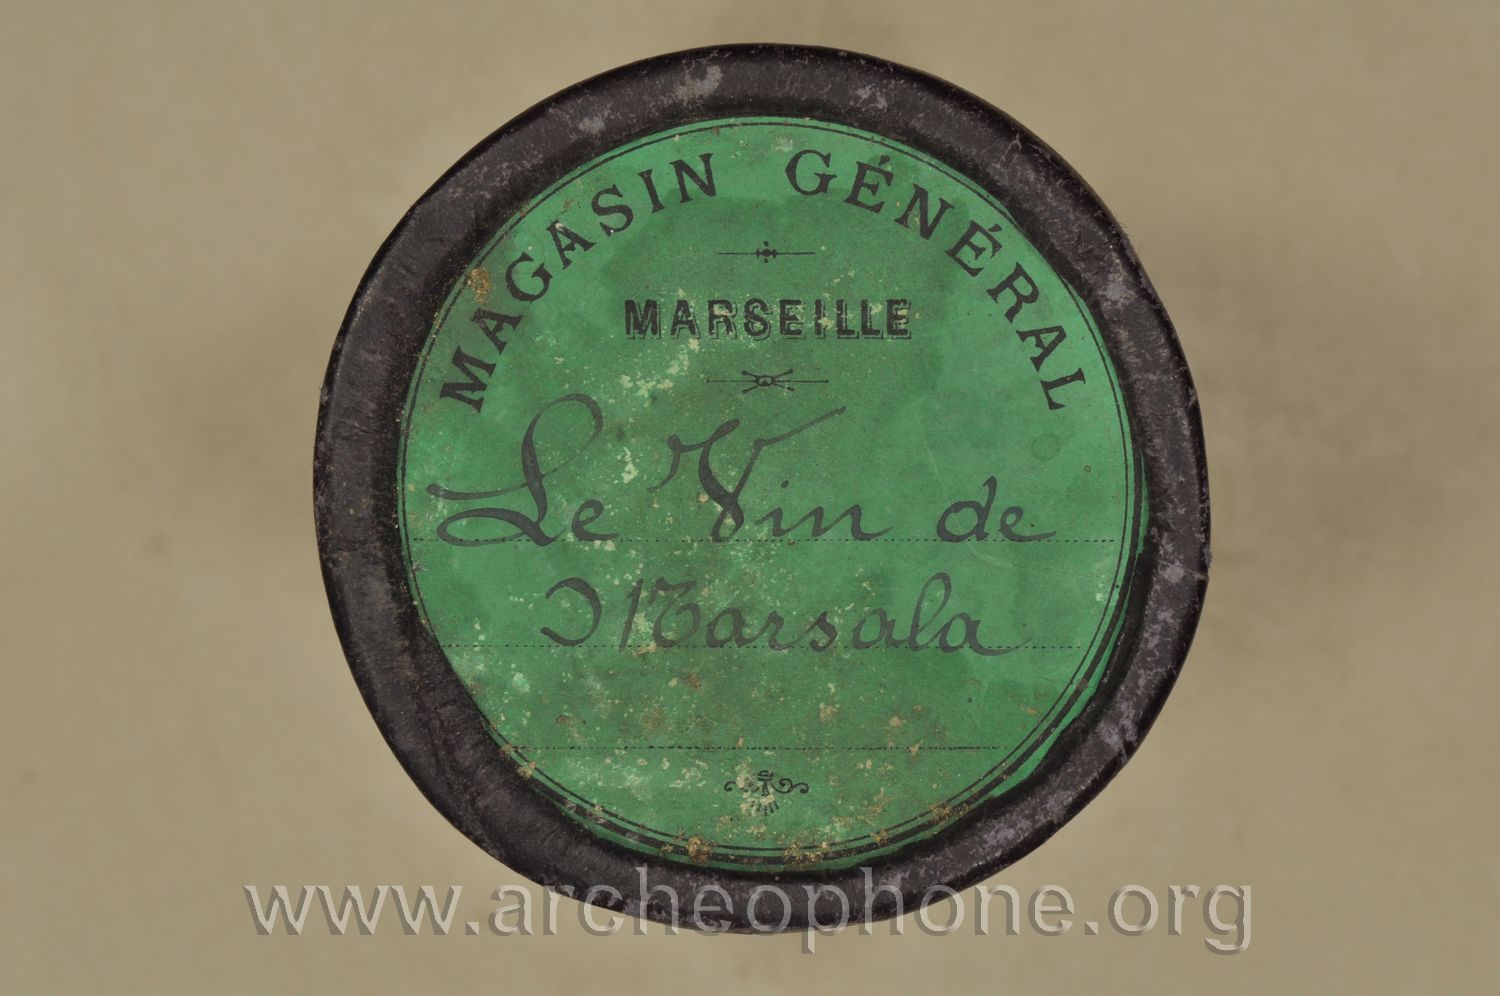 MAGASIN GÉNÉRAL
MARSEILLE
Le Vin de
Marsala
www.archeophone.org